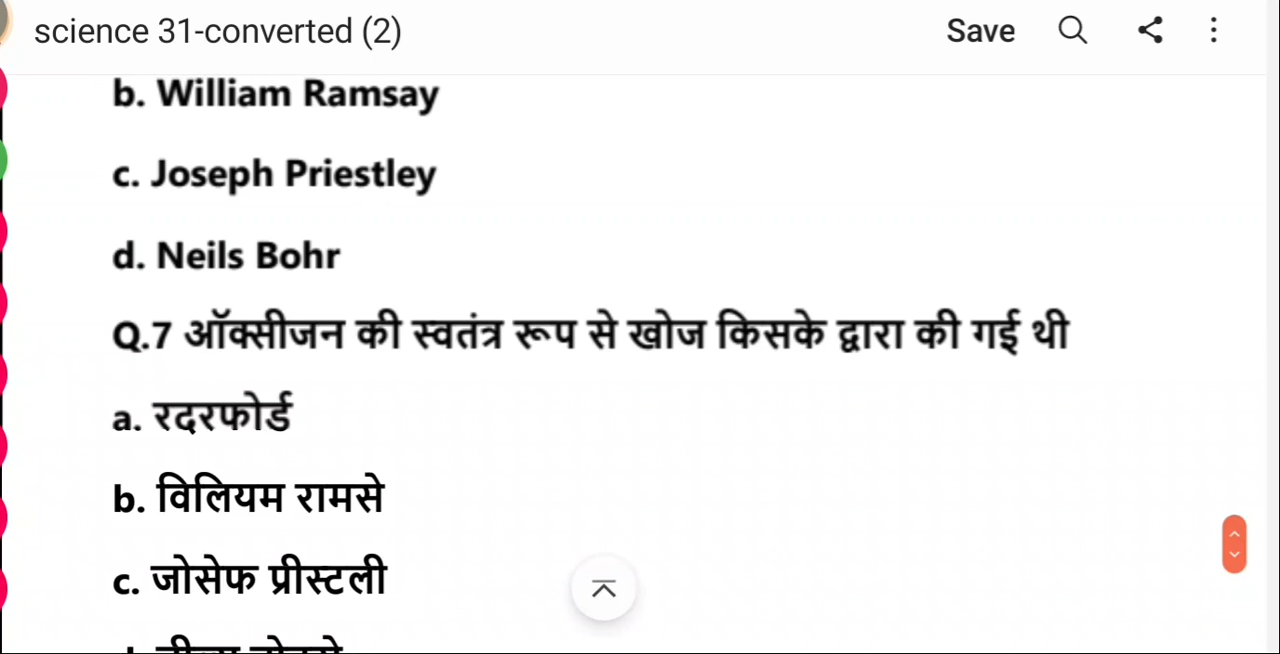 science 31-converted (2) Save
b. William Ramsay
c. Joseph Priestley
d. Neils Bohr
Q.7 ऑक्सीजन की स्वतंत्र रूप से खोज किसके द्वारा की गई थी
a. रदरफोर्ड
b. विलियम रामसे
c. जोसेफ प्रीस्टली